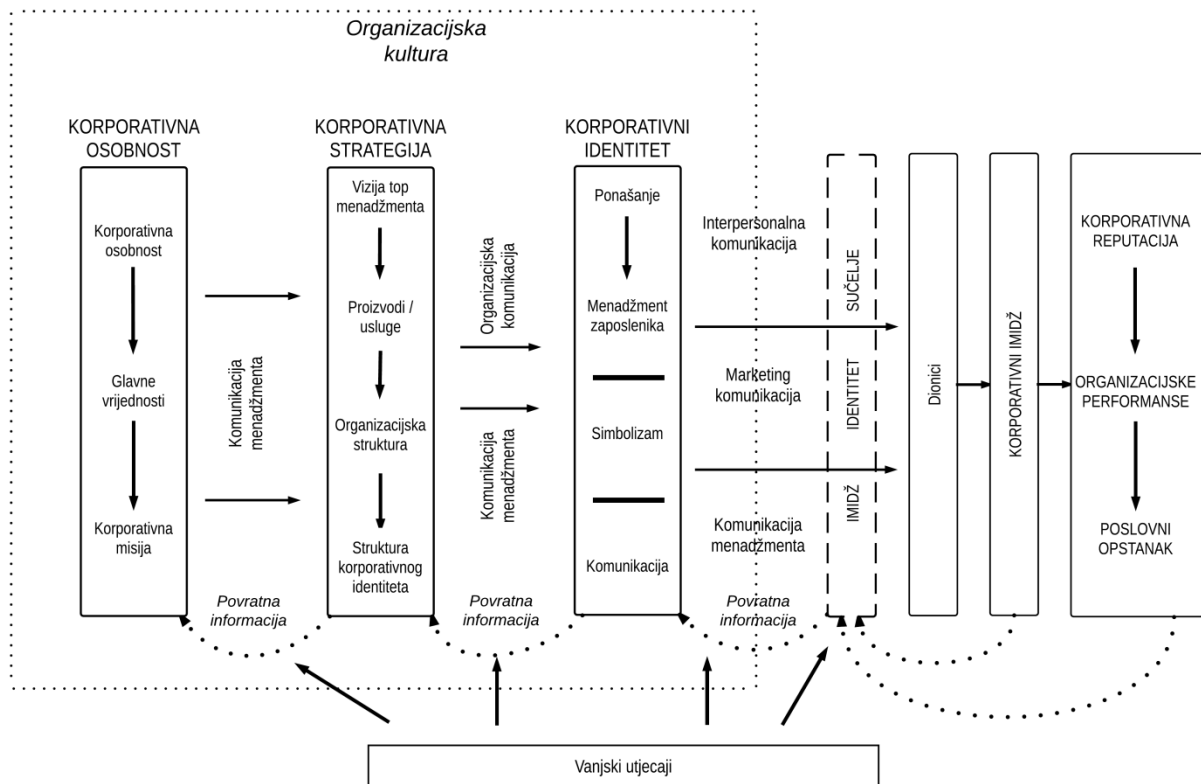 Organizacijska
kultura
KORPORATIVNA
OSOBNOST
Korporativna
osobnost
Glavne
vrijednosti
Korporativna
misija
Komunikacija
menadžmenta
Povratna
informacija
KORPORATIVNA
STRATEGIJA
Vizija top
menadžmenta
Proizvodi /
usluge
Organizacijska
struktura
Struktura
korporativnog
identiteta
Organizacijska
komunikacija
Komunikacija
menadžmenta
Povratna
informacija
KORPORATIVNI
IDENTITET
Ponašanje
Menadžment
zaposlenika
Simbolizam
Komunikacija
Interpersonalna
komunikacija
Marketing
komunikacija
Komunikacija
menadžmenta
Povratna
informacija
IMIDŽ IDENTITET SUČELJE
Dionici
KORPORATIVNI IMIDŽ
KORPORATIVNA
REPUTACIJA
ORGANIZACIJSKE
PERFORMANSE
POSLOVNI
OPSTANAK
Vanjski utjecaji